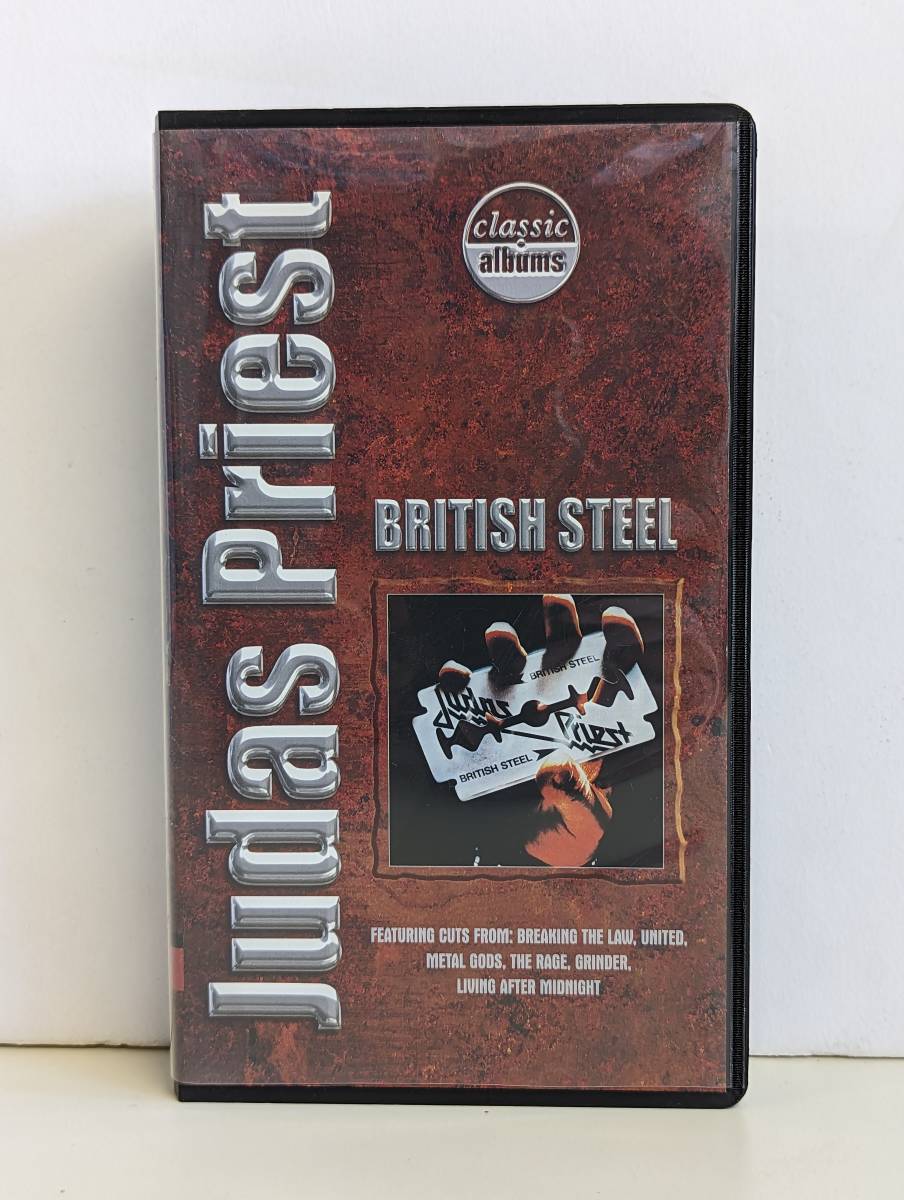 Judas Priest
classic
albums
BRITISH STEEL
BRITISH STEEL
Judas
Priest
BRITISH STEEL
FEATURING CUTS FROM: BREAKING THE LAW, UNITED,
METAL GODS, THE RAGE, GRINDER,
LIVING AFTER MIDNIGHT